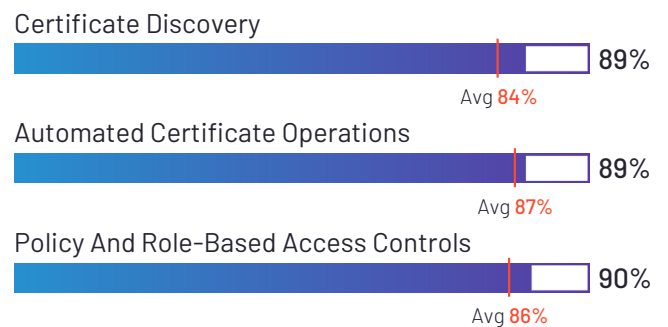 Certificate Discovery
89%
Avg 84%
Automated Certificate Operations
89%
Avg 87%
Policy And Role-Based Access Controls
90%
Avg 86%